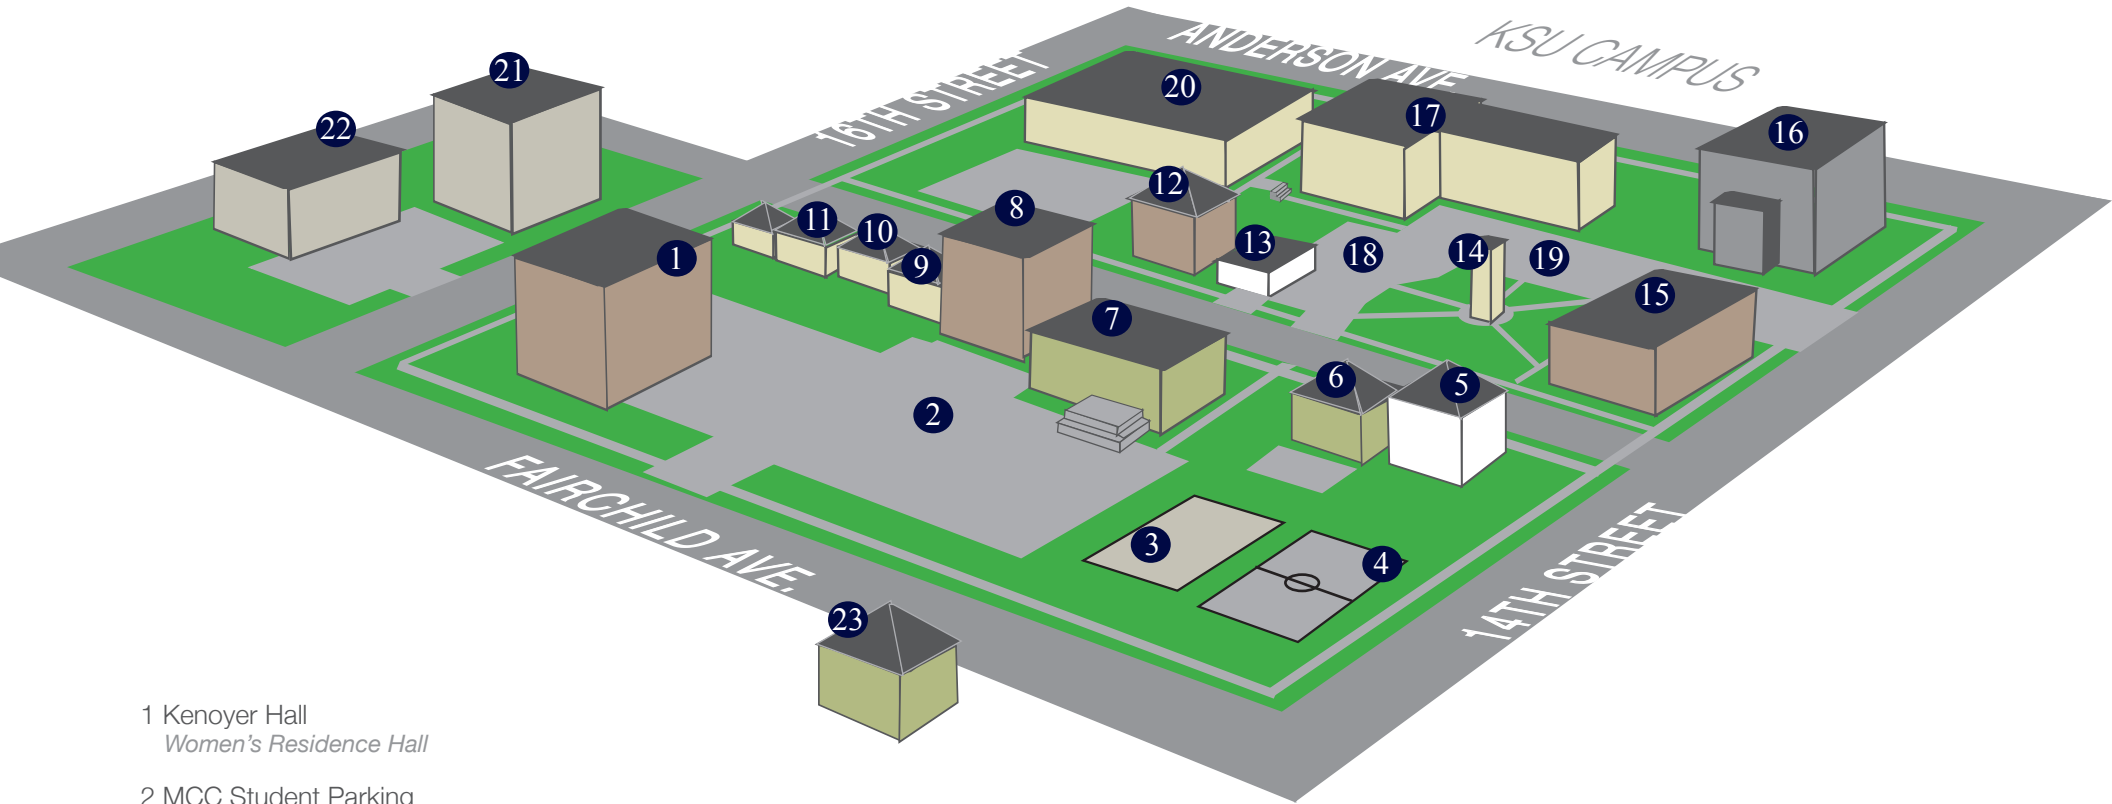 KSU CAMPUS
ANDERSON AVE.
16TH STREET
21
20
22
17
16
12
8
11
10
13
18
14
19
1
9
15
7
6
5
2
FAIRCHILD AVE.
3
4
14TH STREET
23
1 Kenoyer Hall
Women's Residence Hall
2 MCC Student Parking